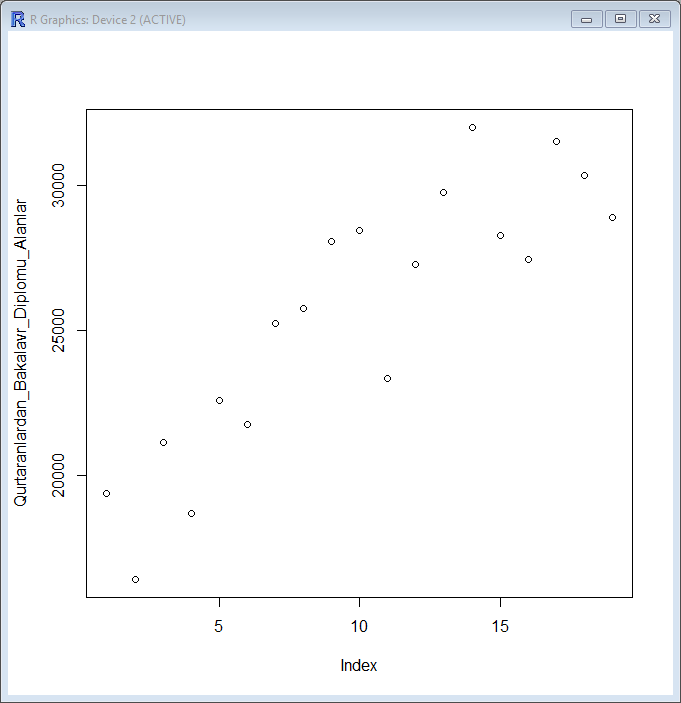 R Graphics: Device 2 (ACTIVE)
Qurtaranlardan_Bakalavr_Diplomu_Alanlar
30000
25000
20000
5 10 15
Index